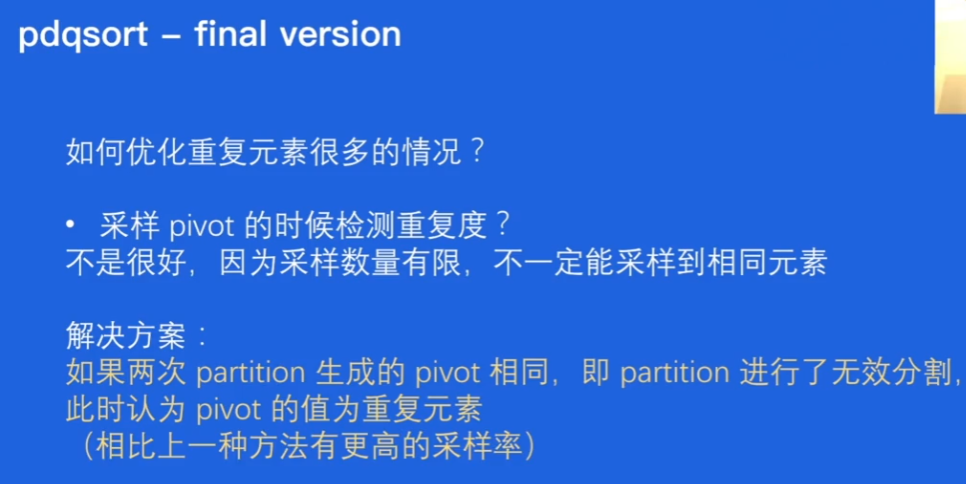 pdqsort – final version
如何优化重复元素很多的情况？
• 采样 pivot 的时候检测重复度？
不是很好，因为采样数量有限，不一定能采样到相同元素
解决方案：
如果两次 partition 生成的 pivot 相同，即 partition 进行了无效分割，
此时认为 pivot 的值为重复元素
（相比上一种方法有更高的采样率）